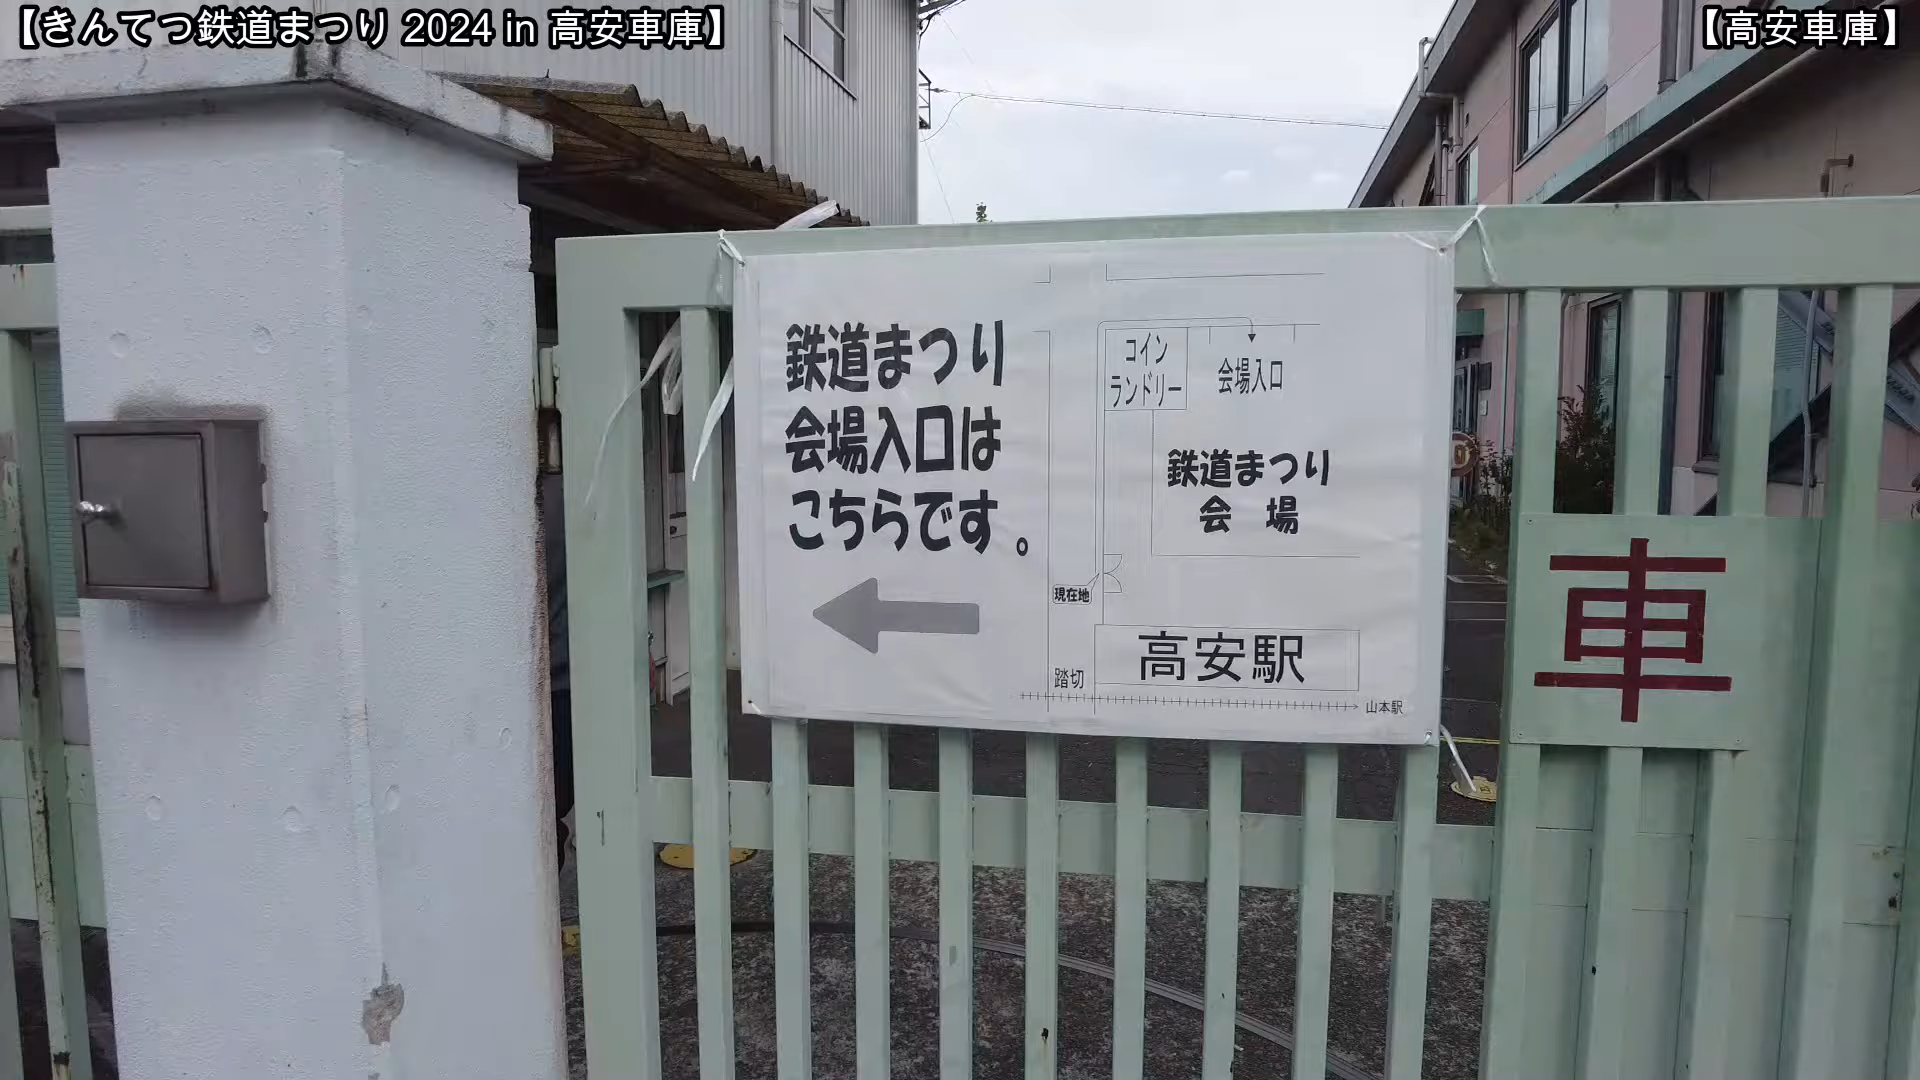 【きんてつ鉄道まつり 2024 in 高安車庫】
【高安車庫】
鉄道まつり
会場入口は
こちらです。
コイン
ランドリー
会場入口
鉄道まつり
会 場
現在地
高安駅
踏切
山本駅
車